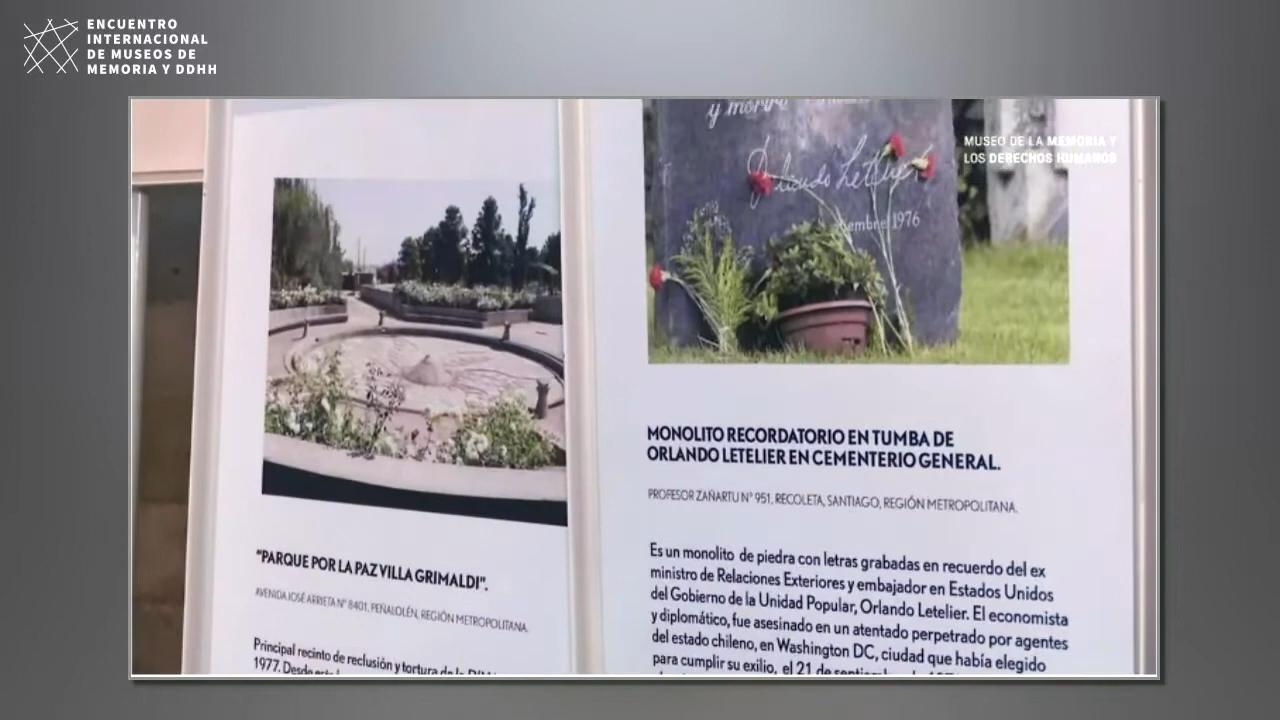 ENCUENTRO
INTERNACIONAL
DE MUSEOS DE
MEMORIA Y DDHH
MUSEO DE LA MEMORIA Y
LOS DERECHOS HUMANOS
Orlando Letelier
1976
"PARQUE POR LA PAZ VILLA GRIMALDI".
AVENIDA JOSÉ ARRIETA Nº 8401, PEÑALOLÉN, REGIÓN METROPOLITANA.
Principal recinto de reclusión y tortura de la
1977. Desde
MONOLITO RECORDATORIO EN TUMBA DE
ORLANDO LETELIER EN CEMENTERIO GENERAL.
PROFESOR ZAÑARTU Nº 951, RECOLETA, SANTIAGO, REGIÓN METROPOLITANA.
Es un monolito de piedra con letras grabadas en recuerdo del ex
ministro de Relaciones Exteriores y embajador en Estados Unidos
del Gobierno de la Unidad Popular, Orlando Letelier. El economista
y diplomático, fue asesinado en un atentado perpetrado por agentes
del estado chileno, en Washington DC, ciudad que había elegido
para cumplir su exilio, el 21 de